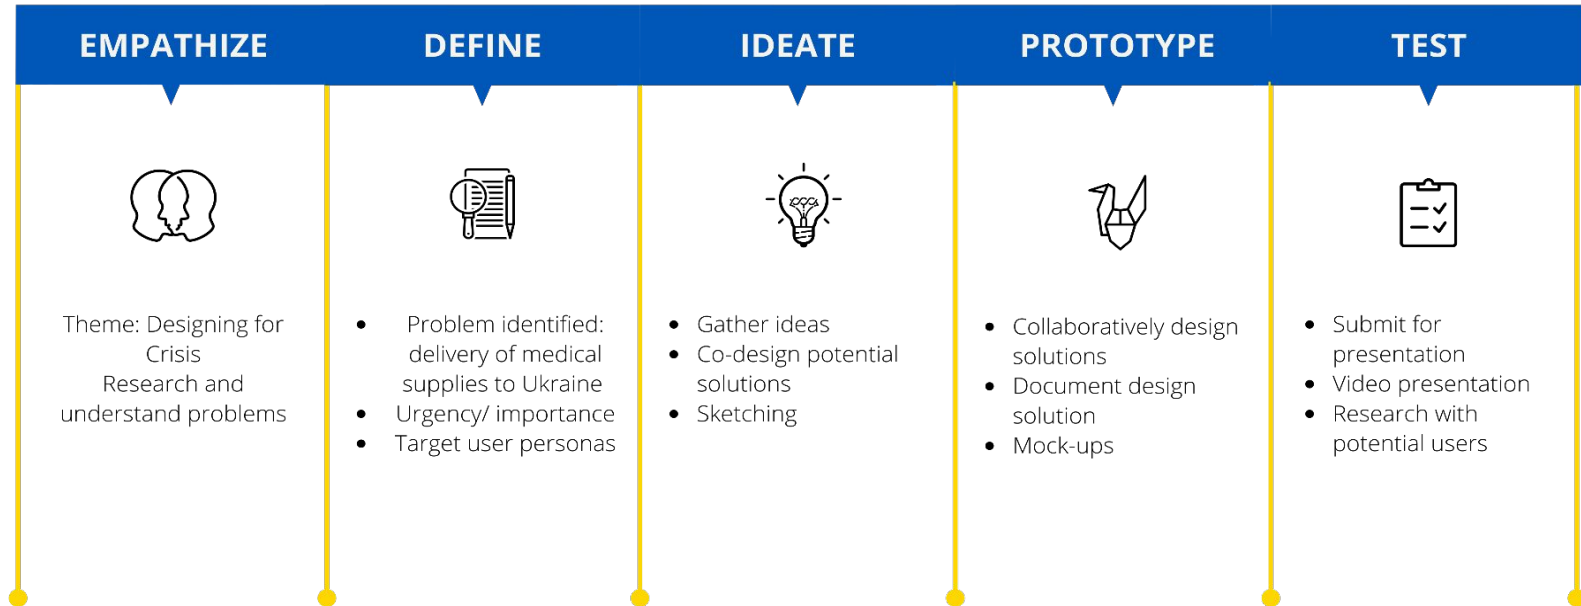 EMPATHIZE
DEFINE
IDEATE
PROTOTYPE
TEST
Theme: Designing for
Crisis
Research and
understand problems
• Problem identified:
delivery of medical
supplies to Ukraine
• Urgency/ importance
• Target user personas
• Gather ideas
• Co-design potential
solutions
• Sketching
• Collaboratively design
solutions
• Document design
solution
• Mock-ups
• Submit for
presentation
• Video presentation
• Research with
potential users